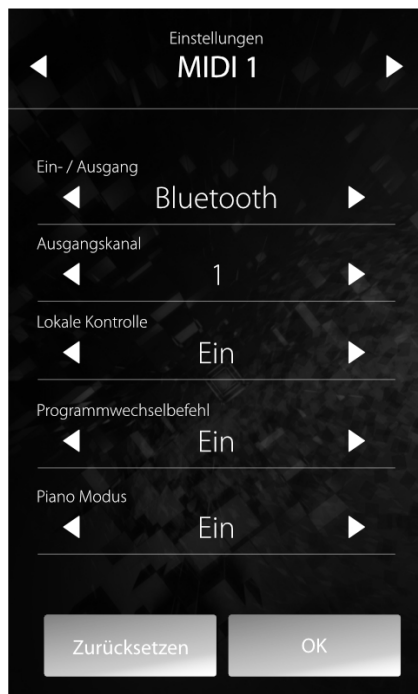 Einstellungen
MIDI 1
Ein- / Ausgang
Bluetooth
Ausgangskanal
1
Lokale Kontrolle
Ein
Programmwechselbefehl
Ein
Piano Modus
Ein
Zurücksetzen OK